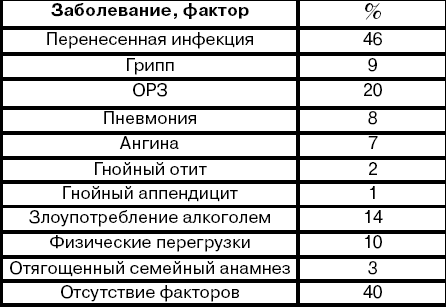 Заболевание, фактор %
Перенесенная инфекция 46
Грипп 9
ОРЗ 20
Пневмония 8
Ангина 7
Гнойный отит 2
Гнойный аппендицит 1
Злоупотребление алкоголем 14
Физические перегрузки 10
Отягощенный семейный анамнез 3
Отсутствие факторов 40